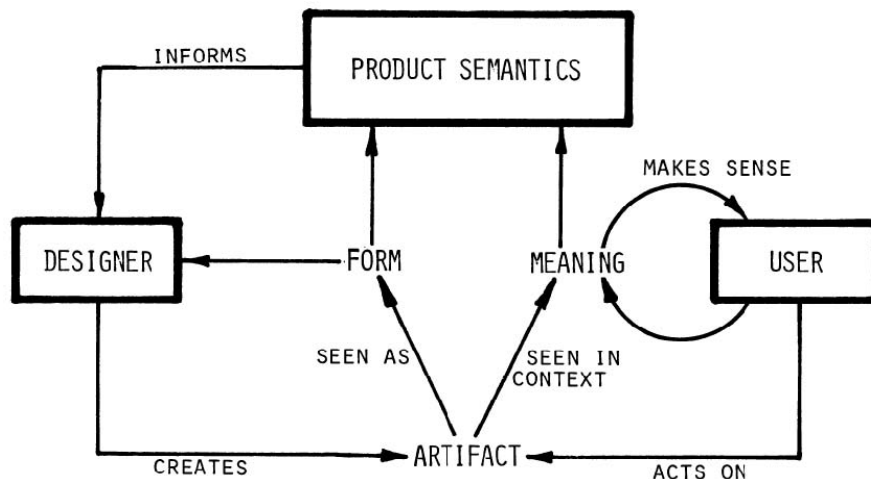 INFORMS
PRODUCT SEMANTICS
MAKES SENSE
DESIGNER
FORM
MEANING
USER
SEEN AS
SEEN IN
CONTEXT
ARTIFACT
CREATES
ACTS ON